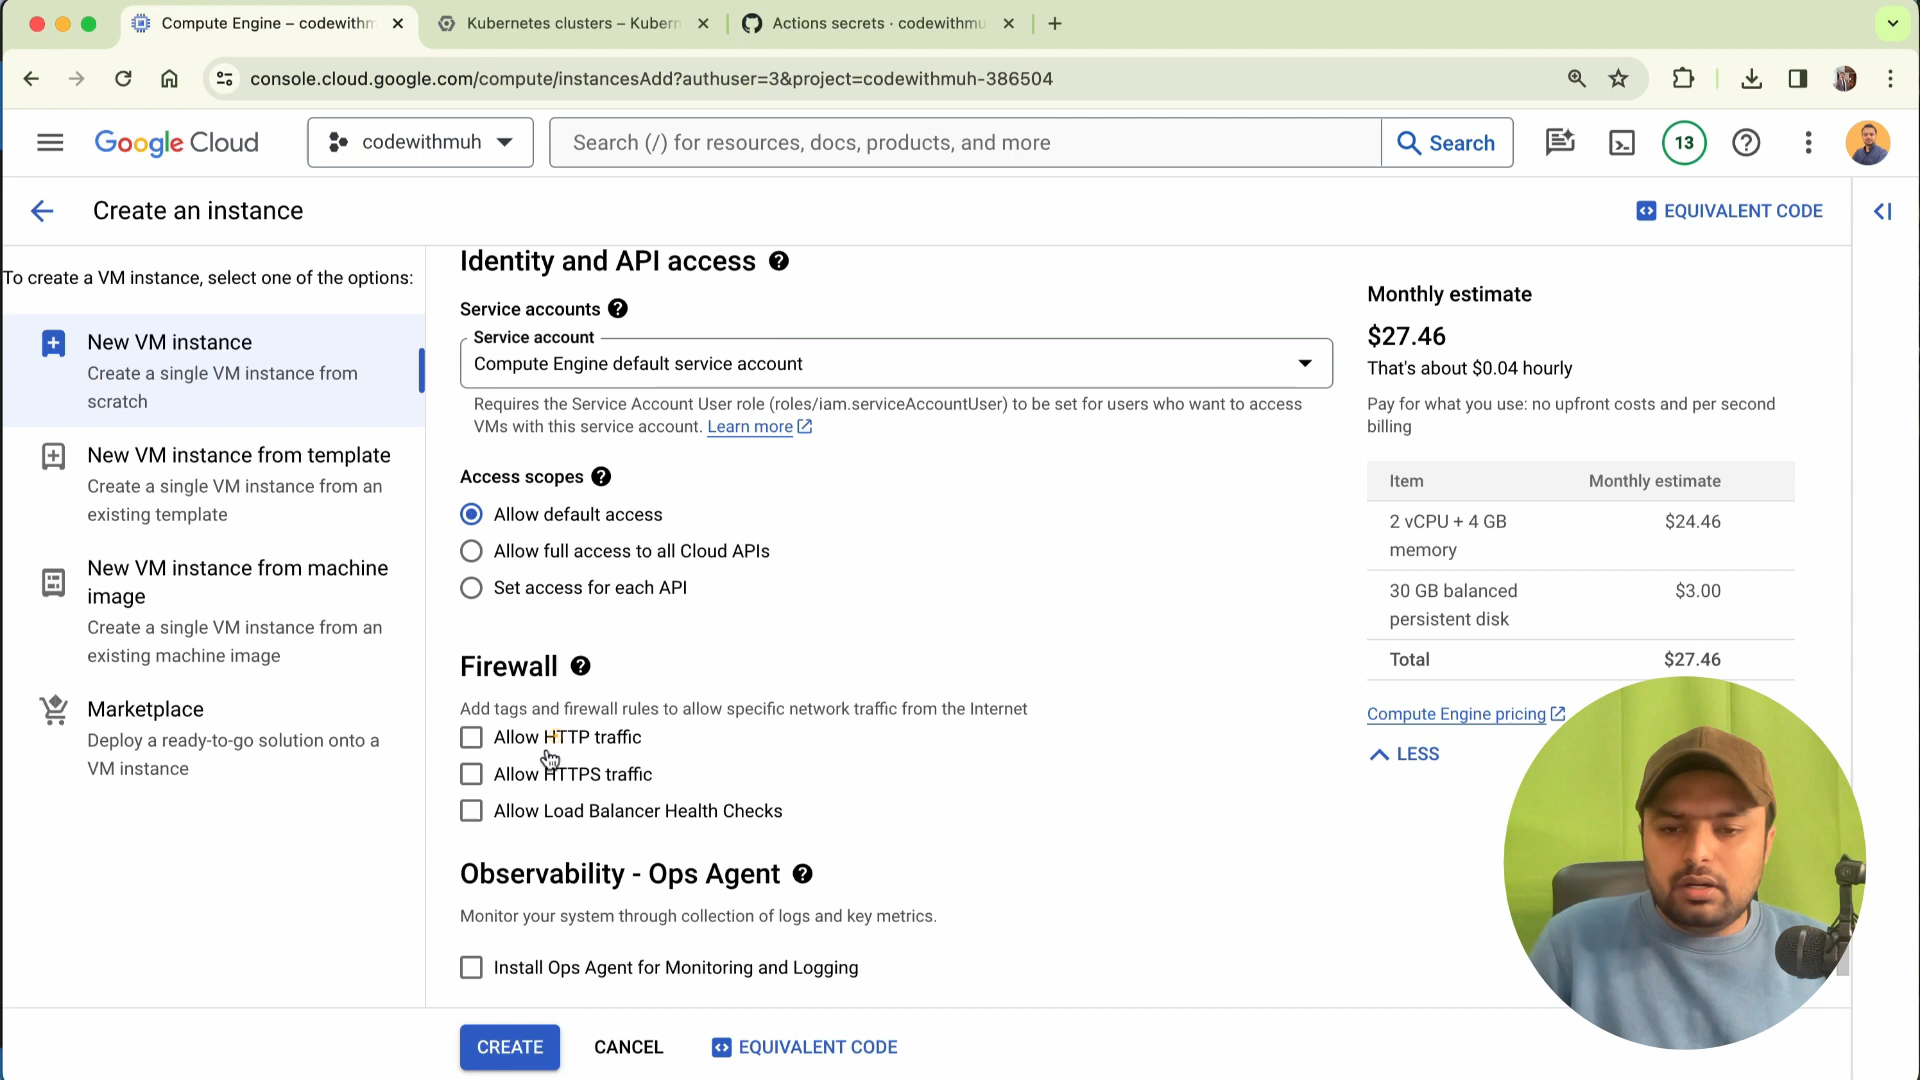 Compute Engine – codewithm
Kubernetes clusters – Kubern
Actions secrets · codewithmu
console.cloud.google.com/compute/instancesAdd?authuser=3&project=codewithmuh-386504
Google Cloud
codewithmuh
Search (/) for resources, docs, products, and more
Search
13
Create an instance
EQUIVALENT CODE
To create a VM instance, select one of the options:
New VM instance
Create a single VM instance from
scratch
New VM instance from template
Create a single VM instance from an
existing template
New VM instance from machine
image
Create a single VM instance from an
existing machine image
Marketplace
Deploy a ready-to-go solution onto a
VM instance
Identity and API access
Service accounts
Service account
Compute Engine default service account
Requires the Service Account User role (roles/iam.serviceAccountUser) to be set for users who want to access
VMs with this service account. Learn more
Access scopes
Allow default access
Allow full access to all Cloud APIs
Set access for each API
Firewall
Add tags and firewall rules to allow specific network traffic from the Internet
Allow HTTP traffic
Allow HTTPS traffic
Allow Load Balancer Health Checks
Observability - Ops Agent
Monitor your system through collection of logs and key metrics.
Install Ops Agent for Monitoring and Logging
CREATE
CANCEL
EQUIVALENT CODE
Monthly estimate
$27.46
That's about $0.04 hourly
Pay for what you use: no upfront costs and per second
billing
Item Monthly estimate
2 vCPU + 4 GB $24.46
memory
30 GB balanced $3.00
persistent disk
Total $27.46
Compute Engine pricing
LESS